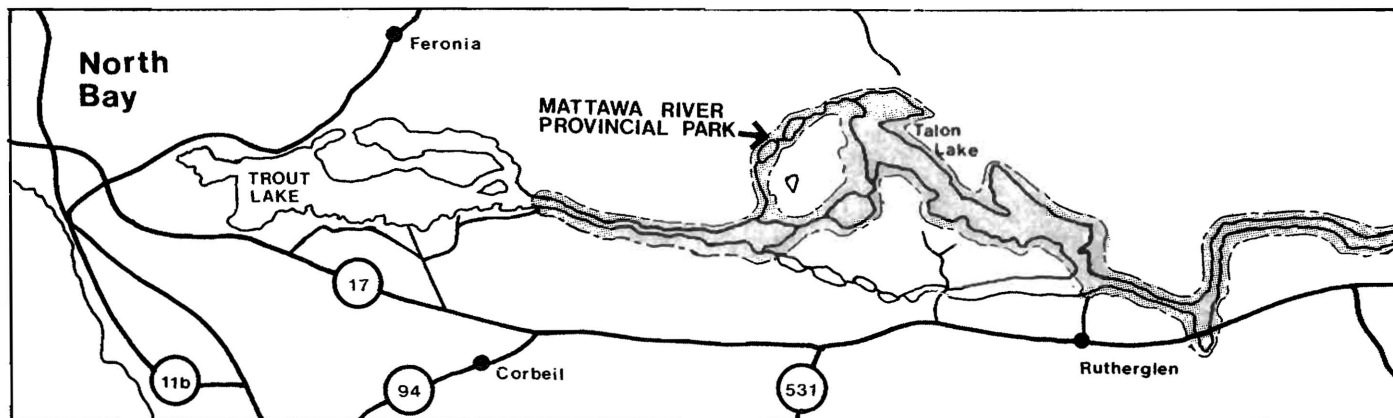 North
Bay
Feronia
MATTAWA RIVER
PROVINCIAL PARK
Talon
Lake
TROUT
LAKE
17
11b
94
Corbeil
531
Rutherglen